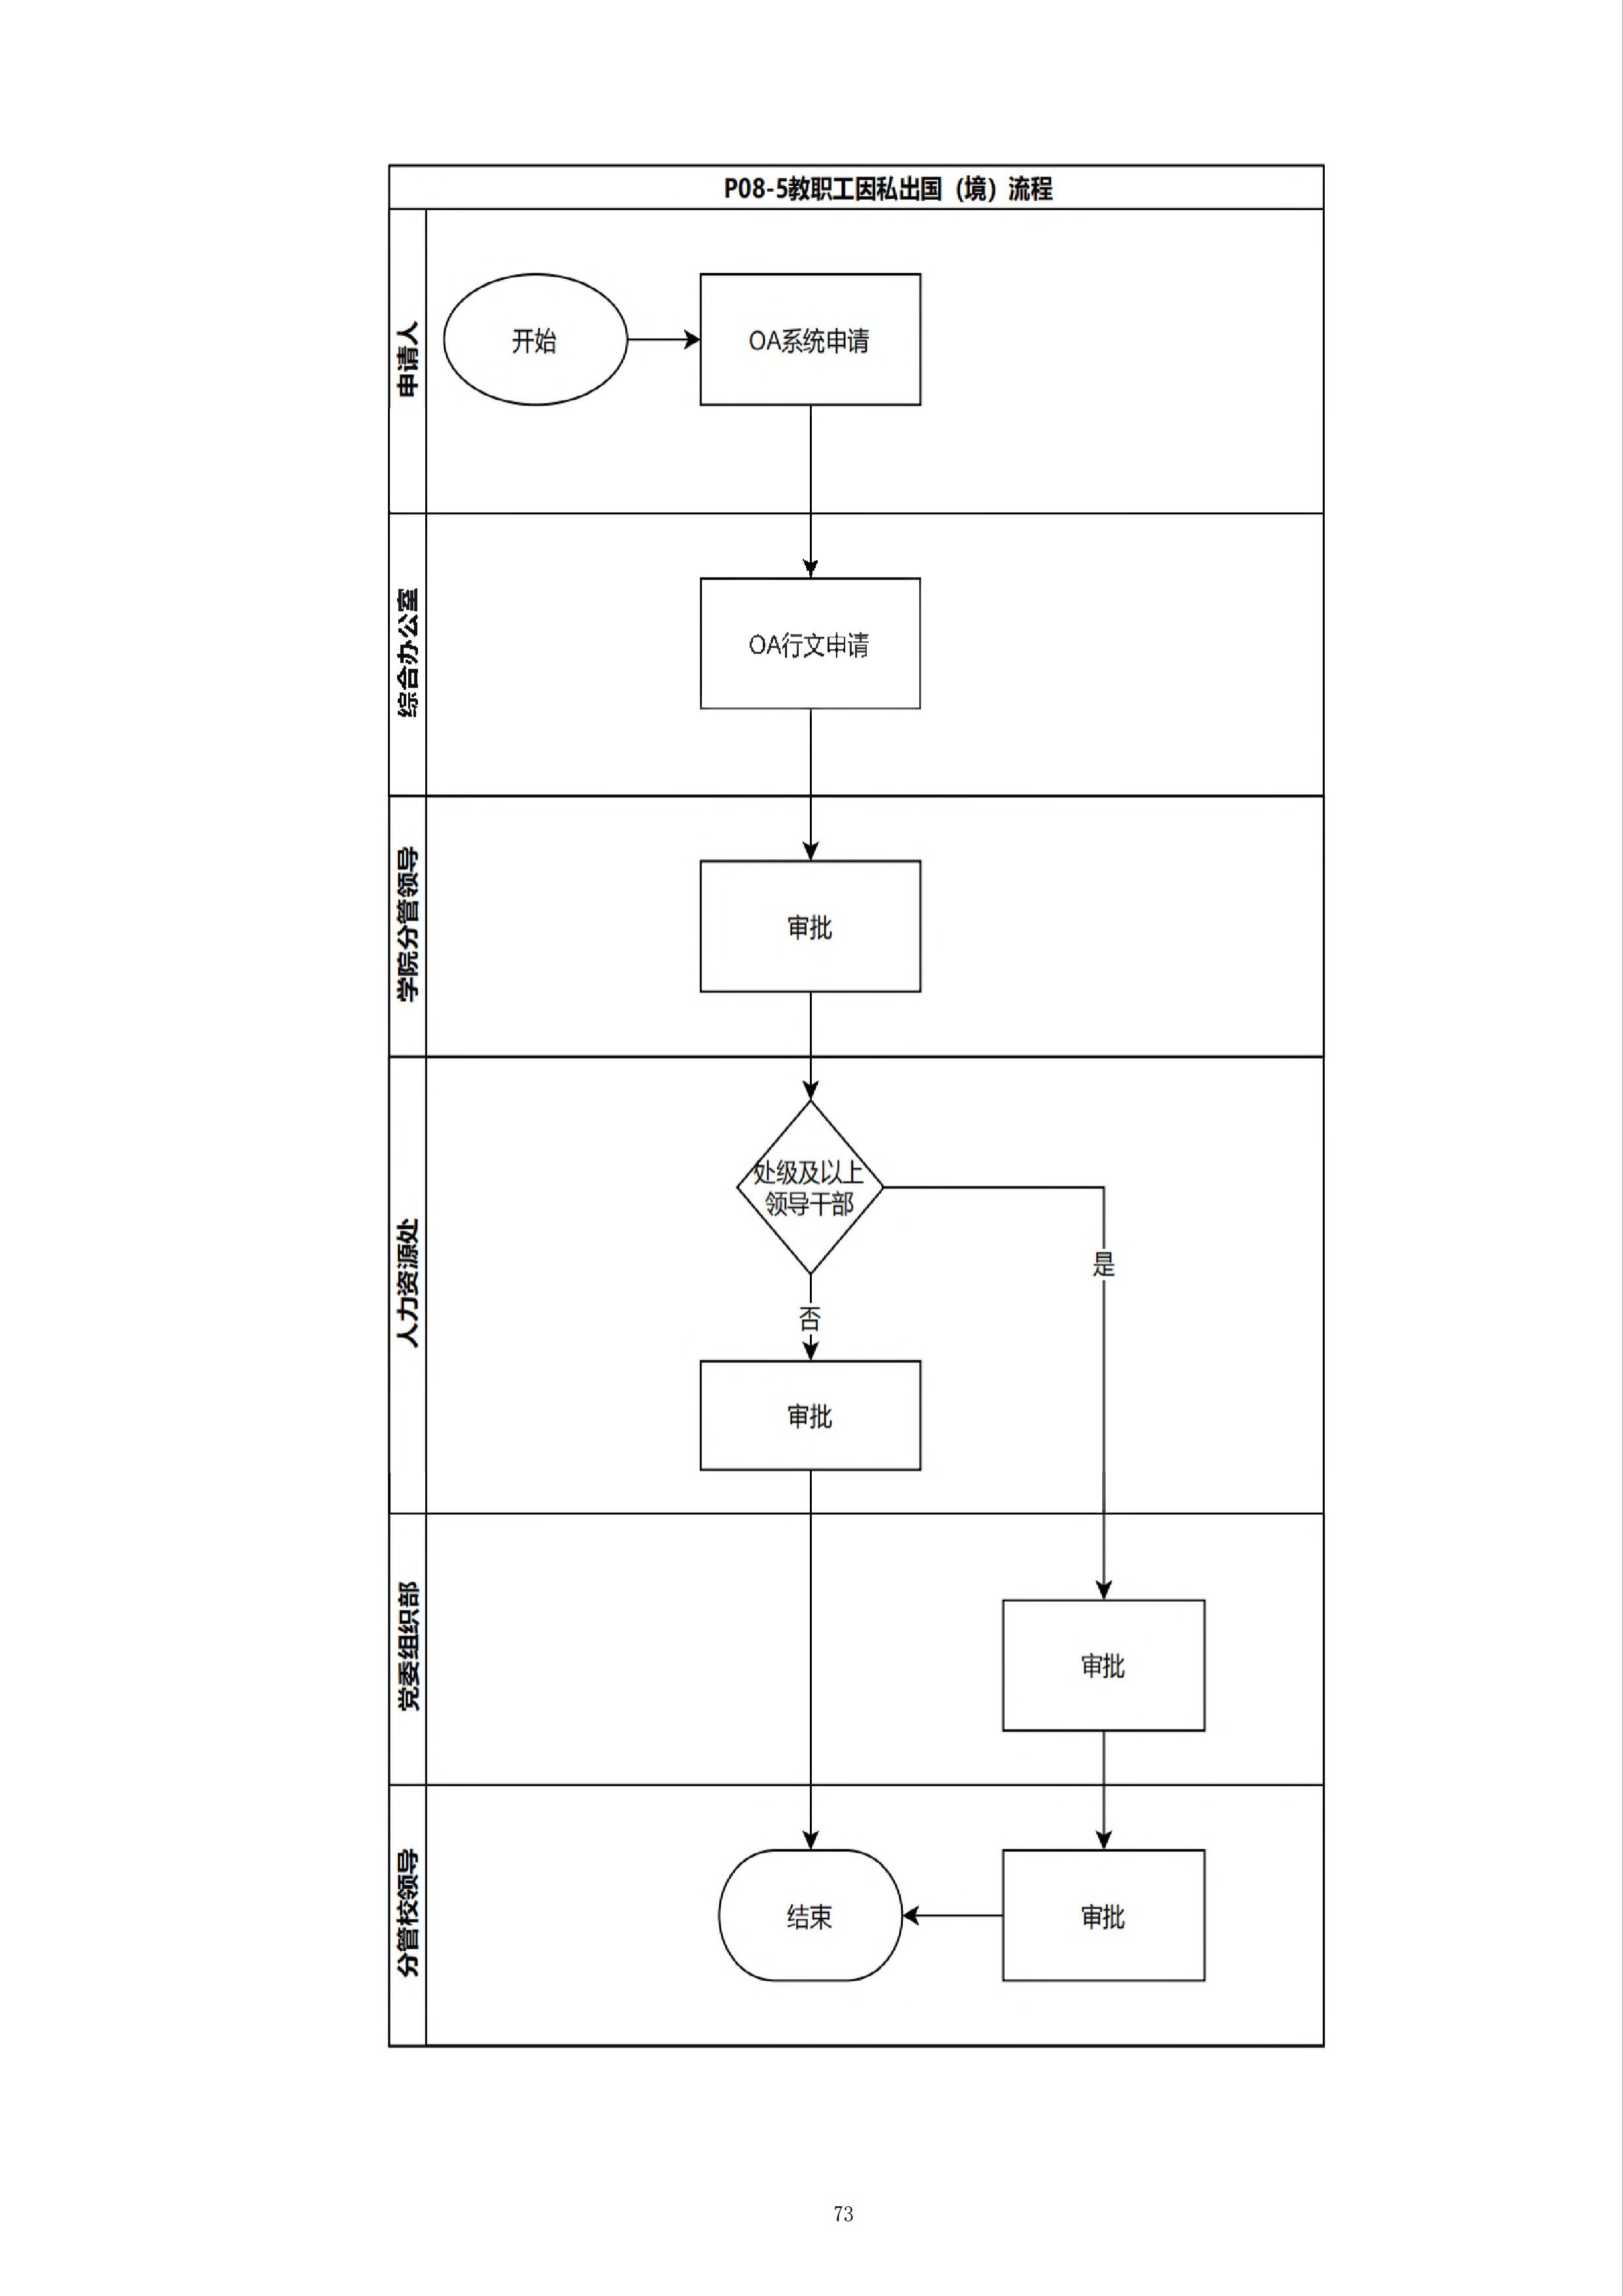 P08-5教职工因私出国（境）流程
申请人
开始
OA系统申请
综合办公室
OA行文申请
学院分管领导
审批
人力资源处
处级及以上
领导干部
是
否
审批
党委组织部
审批
分管校领导
结束
审批
73